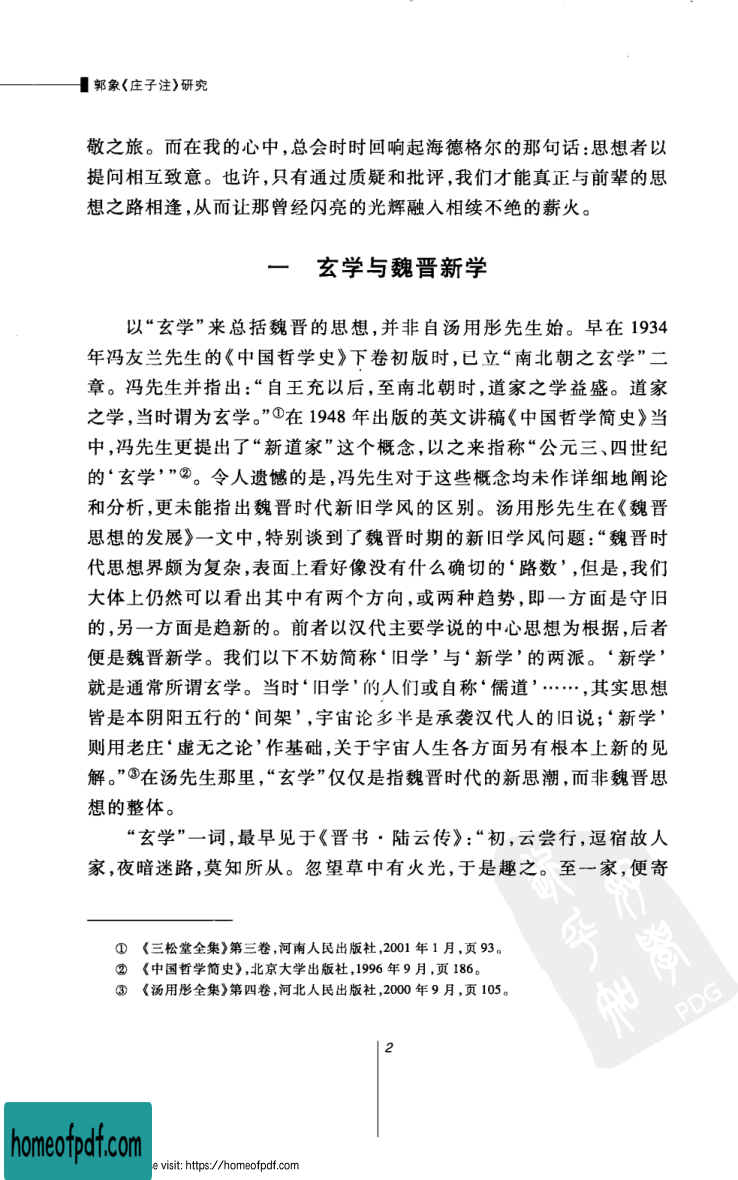 郭象《庄子注》研究
敬之旅。而在我的心中,总会时时回响起海德格尔的那句话:思想者以
提问相互致意。也许,只有通过质疑和批评,我们才能真正与前辈的思
想之路相逢,从而让那曾经闪亮的光辉融入相续不绝的薪火。
一 玄学与魏晋新学
以“玄学”来总括魏晋的思想,并非自汤用彤先生始。早在 1934
年冯友兰先生的《中国哲学史》下卷初版时,已立“南北朝之玄学”二
章。冯先生并指出:“自王充以后,至南北朝时,道家之学益盛。道家
之学,当时谓为玄学。”①在 1948 年出版的英文讲稿《中国哲学简史》当
中,冯先生更提出了“新道家”这个概念,以之来指称“公元三、四世纪
的‘玄学’”②。令人遗憾的是,冯先生对于这些概念均未作详细地阐论
和分析,更未能指出魏晋时代新旧学风的区别。汤用彤先生在《魏晋
思想的发展》一文中,特别谈到了魏晋时期的新旧学风问题:“魏晋时
代思想界颇为复杂,表面上看好像没有什么确切的‘路数’,但是,我们
大体上仍然可以看出其中有两个方向,或两种趋势,即一方面是守旧
的,另一方面是趋新的。前者以汉代主要学说的中心思想为根据,后者
便是魏晋新学。我们以下不妨简称‘旧学’与‘新学’的两派。‘新学’
就是通常所谓玄学。当时‘旧学’的人们或自称‘儒道’……,其实思想
皆是本阴阳五行的‘间架’,宇宙论多半是承袭汉代人的旧说;‘新学’
则用老庄‘虚无之论’作基础,关于宇宙人生各方面另有根本上新的见
解。”③在汤先生那里,“玄学”仅仅是指魏晋时代的新思潮,而非魏晋思
想的整体。
“玄学”一词,最早见于《晋书·陆云传》:“初,云尝行,逗宿故人
家,夜暗迷路,莫知所从。忽望草中有火光,于是趣之。至一家,便寄
① 《三松堂全集》第三卷,河南人民出版社,2001 年 1 月,页 93。
② 《中国哲学简史》,北京大学出版社,1996 年 9 月,页 186。
③ 《汤用彤全集》第四卷,河北人民出版社,2000 年 9 月,页 105。
PDG
2
homeofpdf.com
e visit: https://homeofpdf.com